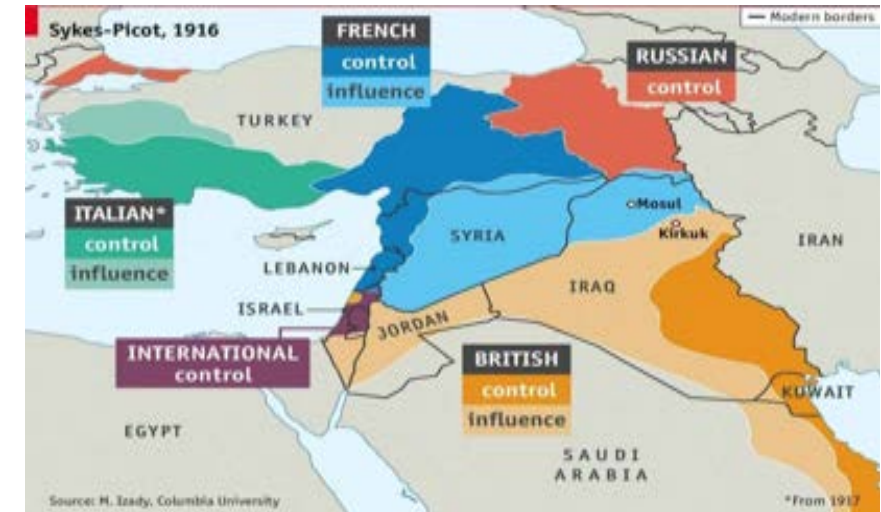 Sykes-Picot, 1916
Modern borders
FRENCH
control
influence
RUSSIAN
control
TURKEY
ITALIAN*
control
influence
Mosul
Kirkuk
SYRIA
IRAN
LEBANON
IRAQ
ISRAEL
JORDAN
INTERNATIONAL
control
BRITISH
control
influence
KUWAIT
EGYPT
SAUDI
ARABIA
Source: M. Izady, Columbia University
*From 1917